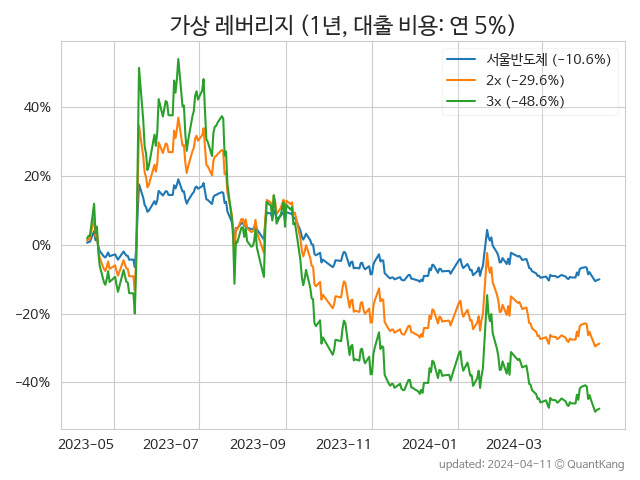 가상 레버리지 (1년, 대출 비용: 연 5%)
서울반도체 (−10.6%)
2x (−29.6%)
3x (−48.6%)
40%
20%
0%
−20%
−40%
2023-05 2023-07 2023-09 2023-11 2024-01 2024-03
updated: 2024-04-11 © QuantKang